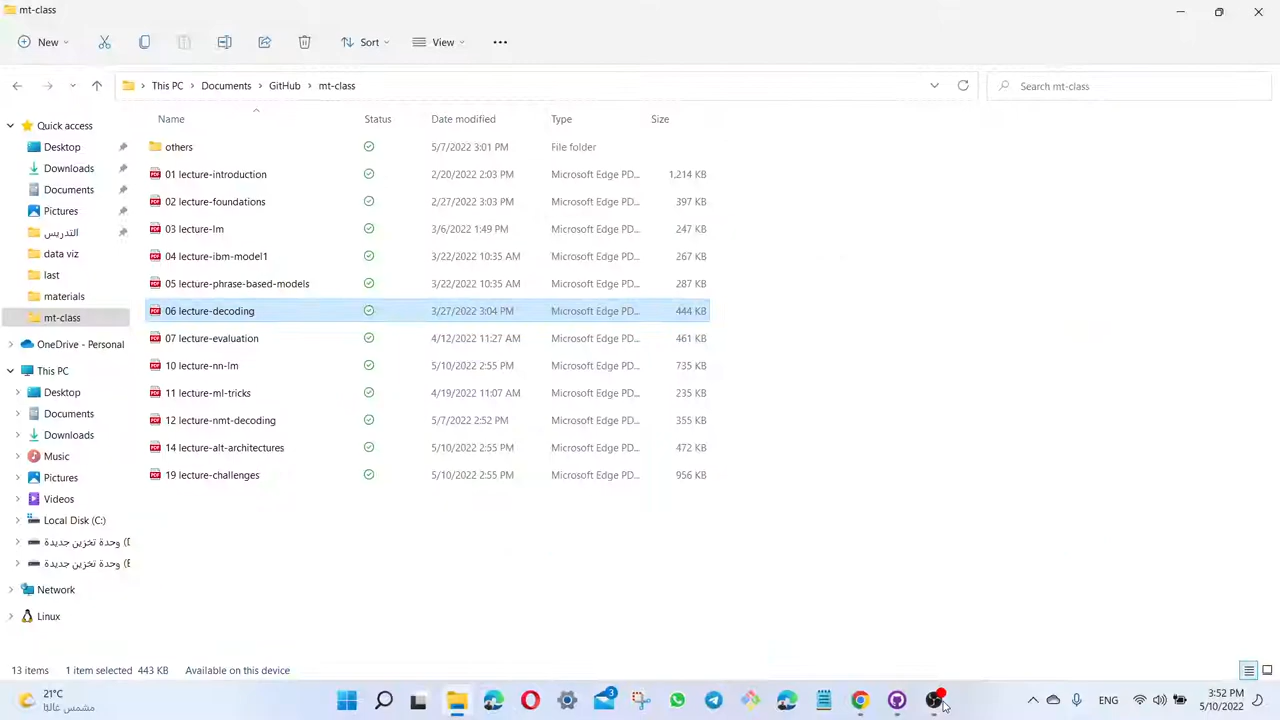 mt-class
New
Sort
View
This PC
Documents
GitHub
mt-class
Search mt-class
Name
Status
Date modified
Type
Size
others
5/7/2022 3:01 PM
File folder
01 lecture-introduction
2/20/2022 2:03 PM
Microsoft Edge PD...
1,214 KB
02 lecture-foundations
2/27/2022 3:03 PM
Microsoft Edge PD...
397 KB
03 lecture-lm
3/6/2022 1:49 PM
Microsoft Edge PD...
247 KB
04 lecture-ibm-model1
3/22/2022 10:35 AM
Microsoft Edge PD...
267 KB
05 lecture-phrase-based-models
3/22/2022 10:35 AM
Microsoft Edge PD...
287 KB
06 lecture-decoding
3/27/2022 3:04 PM
Microsoft Edge PD...
444 KB
07 lecture-evaluation
4/12/2022 11:27 AM
Microsoft Edge PD...
461 KB
10 lecture-nn-lm
5/10/2022 2:55 PM
Microsoft Edge PD...
735 KB
11 lecture-ml-tricks
4/19/2022 11:07 AM
Microsoft Edge PD...
235 KB
12 lecture-nmt-decoding
5/7/2022 2:52 PM
Microsoft Edge PD...
355 KB
14 lecture-alt-architectures
5/10/2022 2:55 PM
Microsoft Edge PD...
472 KB
19 lecture-challenges
5/10/2022 2:55 PM
Microsoft Edge PD...
956 KB
Quick access
Desktop
Downloads
Documents
Pictures
التدريس
data viz
last
materials
mt-class
OneDrive - Personal
This PC
Desktop
Documents
Downloads
Music
Pictures
Videos
Local Disk (C:)
وحدة تخزين جديدة (D
وحدة تخزين جديدة (E
Network
Linux
13 items
1 item selected 443 KB
Available on this device
21°C
مشمس غالبًا
3
ENG
3:52 PM
5/10/2022